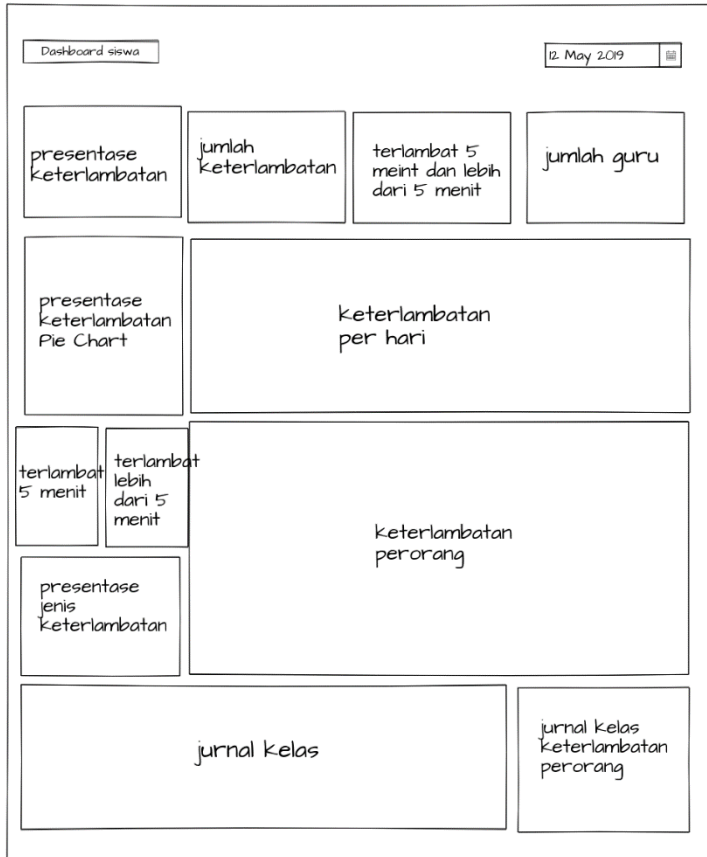 Dashboard siswa
12 May 2019
presentase
keterlambatan
jumlah
keterlambatan
terlambat 5
meint dan lebih
dari 5 menit
jumlah guru
presentase
keterlambatan
Pie Chart
keterlambatan
per hari
terlambat
5 menit
terlambat
lebih
dari 5
menit
keterlambatan
perorang
presentase
jenis
keterlambatan
jurnal kelas
jurnal kelas
keterlambatan
perorang